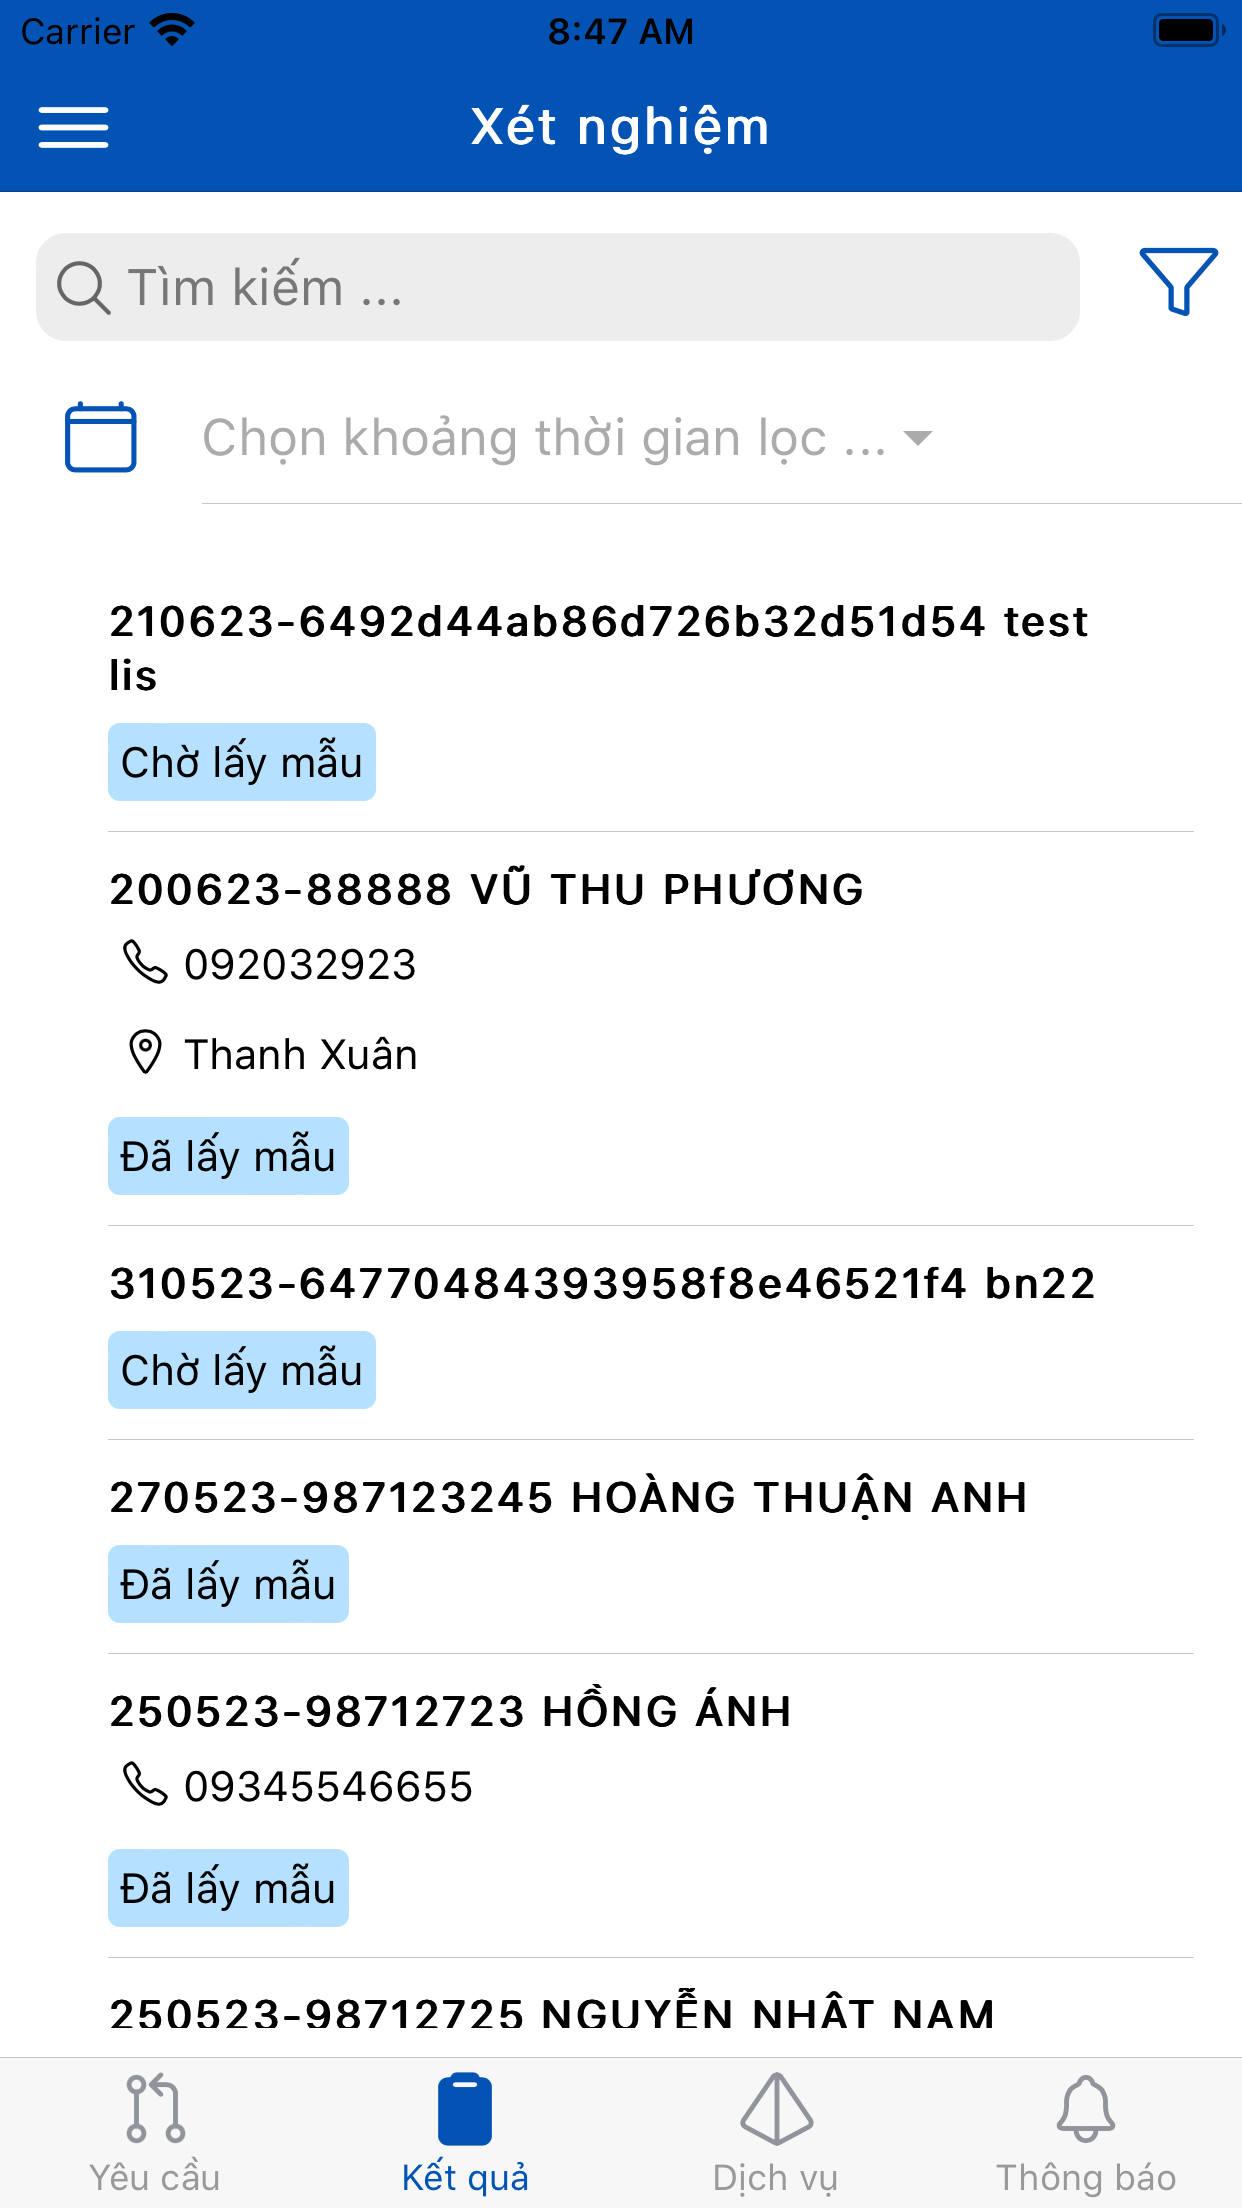 Carrier 8:47 AM
Xét nghiệm
Tìm kiếm ...
Chọn khoảng thời gian lọc ...
210623-6492d44ab86d726b32d51d54 test
lis
Chờ lấy mẫu
200623-88888 VŨ THU PHƯƠNG
092032923
Thanh Xuân
Đã lấy mẫu
310523-64770484393958f8e46521f4 bn22
Chờ lấy mẫu
270523-987123245 HOÀNG THUẬN ANH
Đã lấy mẫu
250523-98712723 HỒNG ÁNH
09345546655
Đã lấy mẫu
250523-98712725 NGUYỄN NHẬT NAM
Yêu cầu Kết quả Dịch vụ Thông báo